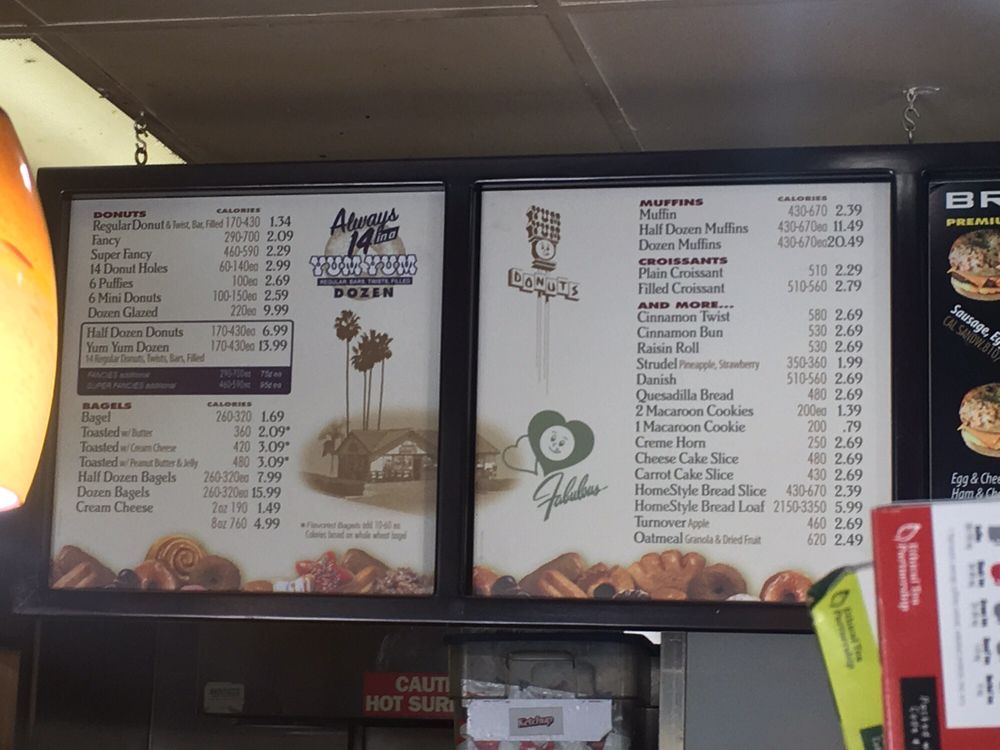 DONUTS CALORIES
Regular Donut & Twist, Bar, Filled 170-430 1.34
Fancy 290-700 2.09
Super Fancy 460-590 2.29
14 Donut Holes 60-140ea 2.99
6 Puffies 100ea 2.69
6 Mini Donuts 100-150ea 2.59
Dozen Glazed 220ea 9.99
Half Dozen Donuts 170-430ea 6.99
Yum Yum Dozen 170-430ea 13.99
14 Regular Donuts, Twists, Bars, Filled
FANCIES additional 290-700ea 75¢ ea
SUPER FANCIES additional 460-590ea 95¢ ea
BAGELS CALORIES
Bagel 260-320 1.69
Toasted w/ Butter 360 2.09*
Toasted w/ Cream Cheese 420 3.09*
Toasted w/ Peanut Butter & Jelly 480 3.09*
Half Dozen Bagels 260-320ea 7.99
Dozen Bagels 260-320ea 15.99
Cream Cheese 2oz 190 1.49
8oz 760 4.99
Always
14 in a
YUM YUM
REGULAR, BARS, TWISTS, FILLED
DOZEN
* Flavored Bagels add 10-60 ea
Calories based on whole wheat bagel
DONUTS
Fabulous
MUFFINS CALORIES
Muffin 430-670 2.39
Half Dozen Muffins 430-670ea 11.49
Dozen Muffins 430-670ea 20.49
CROISSANTS
Plain Croissant 510 2.29
Filled Croissant 510-560 2.79
AND MORE...
Cinnamon Twist 580 2.69
Cinnamon Bun 530 2.69
Raisin Roll 530 2.69
Strudel Pineapple, Strawberry 350-360 1.99
Danish 510-560 2.69
Quesadilla Bread 480 2.69
2 Macaroon Cookies 200ea 1.39
1 Macaroon Cookie 200 .79
Creme Horn 250 2.69
Cheese Cake Slice 480 2.69
Carrot Cake Slice 430 2.69
HomeStyle Bread Slice 430-670 2.39
HomeStyle Bread Loaf 2150-3350 5.99
Turnover Apple 460 2.69
Oatmeal Granola & Dried Fruit 620 2.49
BR
PREMIU
Sausage, Eg
Egg & Chee
Ham & Ch
CAUTI
HOT SUR
Ketchup
Ethical Tea
Partnership
Ethical Tea
Partnership